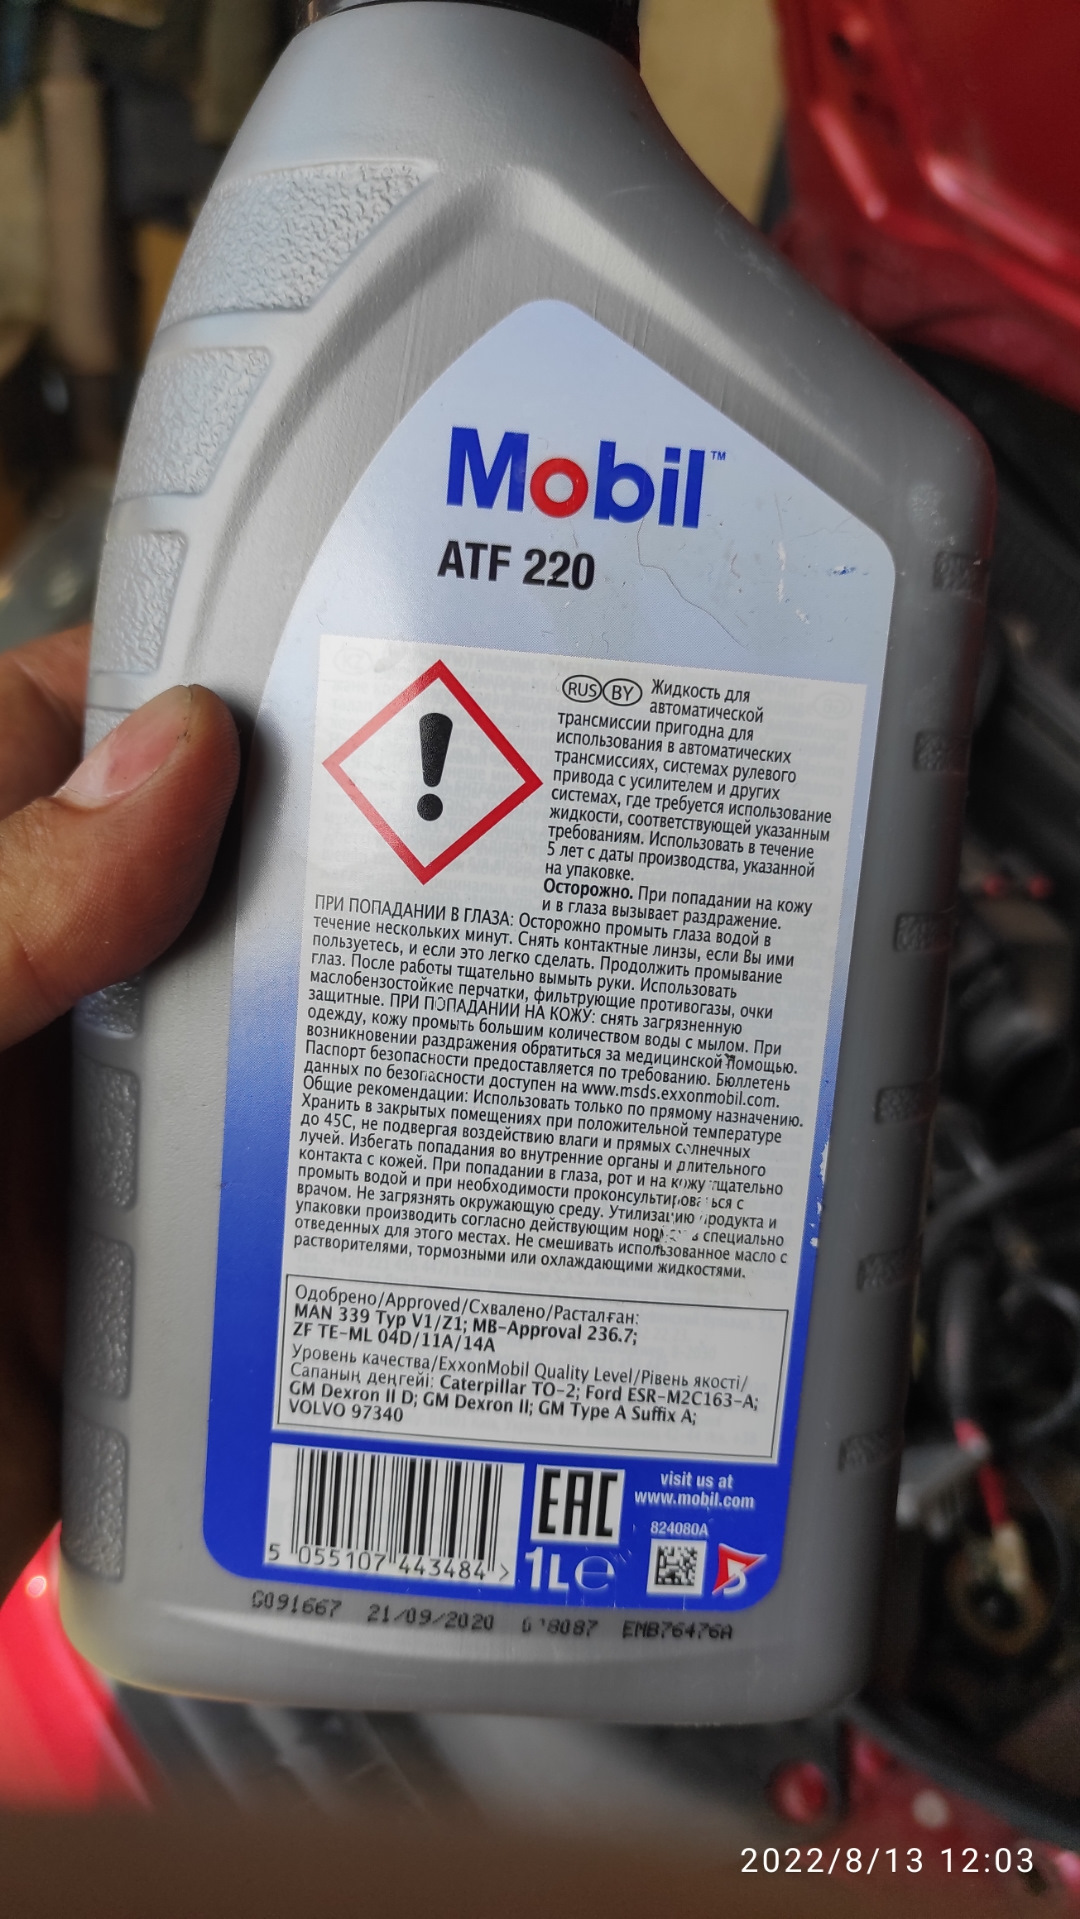 Mobil™
ATF 220
RUS BY Жидкость для
автоматической
трансмиссии пригодна для
использования в автоматических
трансмиссиях, системах рулевого
привода с усилителем и других
системах, где требуется использование
жидкости, соответствующей указанным
требованиям. Использовать в течение
5 лет с даты производства, указанной
на упаковке.
Осторожно. При попадании на кожу
и в глаза вызывает раздражение.
ПРИ ПОПАДАНИИ В ГЛАЗА: Осторожно промыть глаза водой в
течение нескольких минут. Снять контактные линзы, если Вы ими
пользуетесь, и если это легко сделать. Продолжить промывание
глаз. После работы тщательно вымыть руки. Использовать
маслобензостойкие перчатки, фильтрующие противогазы, очки
защитные. ПРИ ПОПАДАНИИ НА КОЖУ: снять загрязненную
одежду, кожу промыть большим количеством воды с мылом. При
возникновении раздражения обратиться за медицинской помощью.
Паспорт безопасности предоставляется по требованию. Бюллетень
данных по безопасности доступен на www.msds.exxonmobil.com.
Общие рекомендации: Использовать только по прямому назначению.
Хранить в закрытых помещениях при положительной температуре
до 45С, не подвергая воздействию влаги и прямых солнечных
лучей. Избегать попадания во внутренние органы и длительного
контакта с кожей. При попадании в глаза, рот и на кожу тщательно
промыть водой и при необходимости проконсультироваться с
врачом. Не загрязнять окружающую среду. Утилизацию продукта и
упаковки производить согласно действующим в специально
отведенных для этого местах. Не смешивать использованное масло с
растворителями, тормозными или охлаждающими жидкостями.
Одобрено/Approved/Схвалено/Расталған:
MAN 339 Typ V1/Z1; MB-Approval 236.7;
ZF TE-ML 04D/11A/14A
Уровень качества/ExxonMobil Quality Level/Рівень якості/
Сапаның деңгейі: Caterpillar TO-2; Ford ESR-M2C163-A;
GM Dexron II D; GM Dexron II; GM Type A Suffix A;
VOLVO 97340
EAC
visit us at
www.mobil.com
824080A
5 055107 443484 >
1L e
G091667 21/09/2020 EMB76476A
2022/8/13 12:03